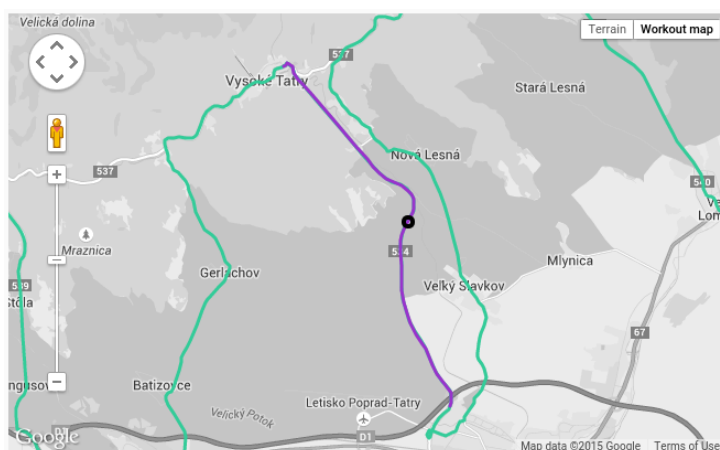 Velická dolina
Terrain
Workout map
537
Vysoké Tatry
Stará Lesná
Nová Lesná
537
540
Mraznica
534
Mlynica
Gerlachov
Veľký Slavkov
67
Batizovce
Letisko Poprad-Tatry
Velický Potok
D1
Google
Map data ©2015 Google
Terms of Use